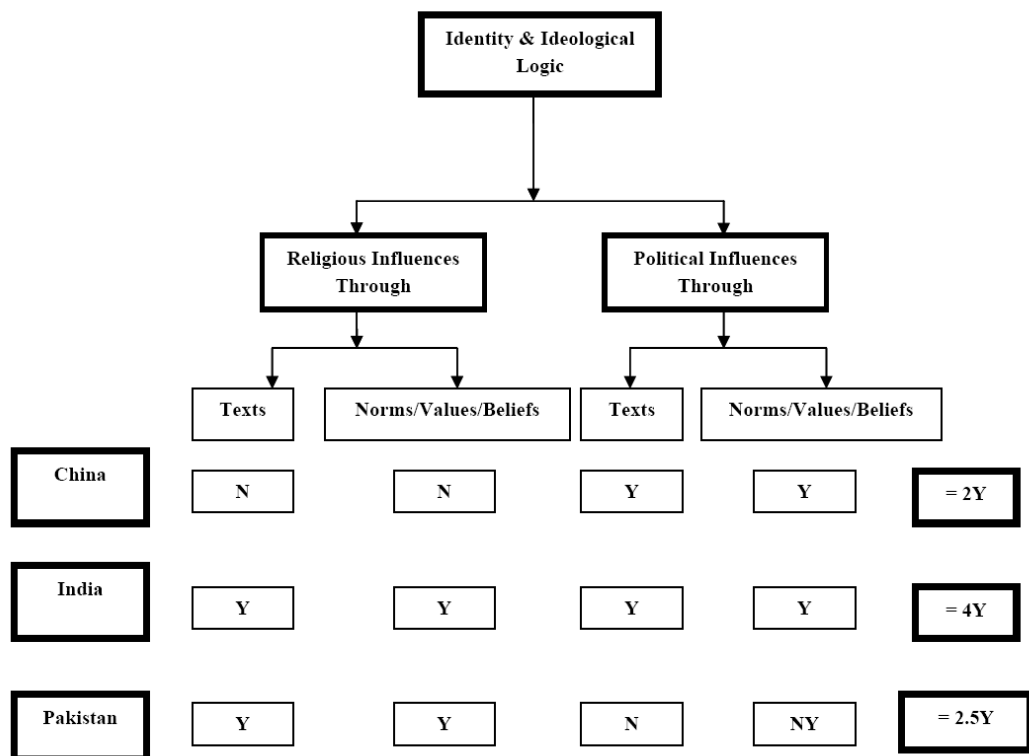 Identity & Ideological
Logic
Religious Influences
Through
Political Influences
Through
Texts
Norms/Values/Beliefs
Texts
Norms/Values/Beliefs
China
N
N
Y
Y
= 2Y
India
Y
Y
Y
Y
= 4Y
Pakistan
Y
Y
N
NY
= 2.5Y